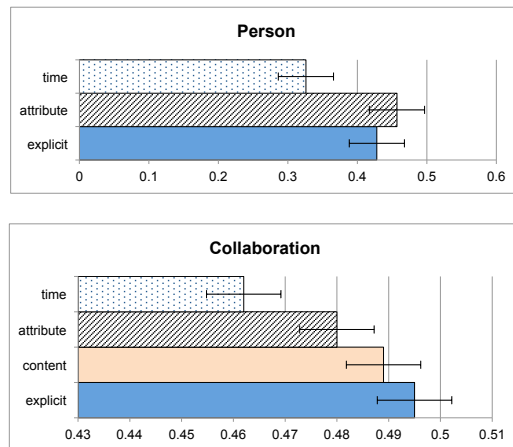 Person
time
attribute
explicit
0 0.1 0.2 0.3 0.4 0.5 0.6
Collaboration
time
attribute
content
explicit
0.43 0.44 0.45 0.46 0.47 0.48 0.49 0.5 0.51